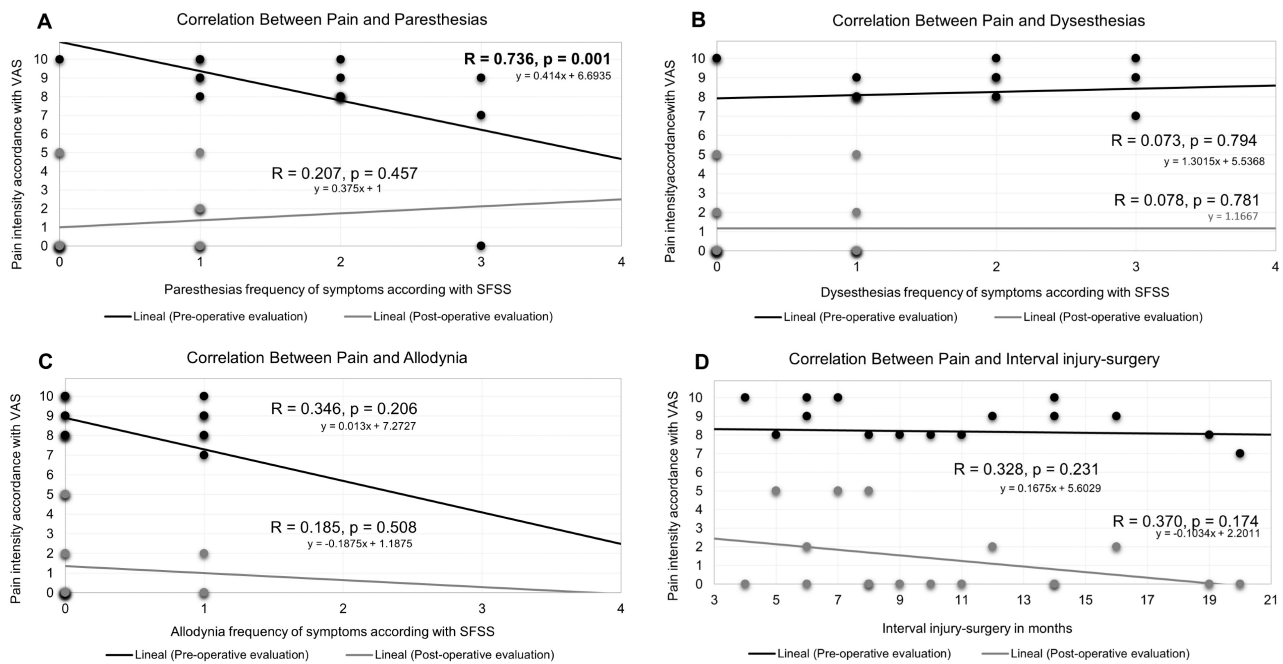 A
Correlation Between Pain and Paresthesias
Pain intensity accordance with VAS
10
9
8
7
6
5
4
3
2
1
0
R = 0.736, p = 0.001
y = 0.414x + 6.6935
R = 0.207, p = 0.457
y = 0.375x + 1
0 1 2 3 4
Paresthesias frequency of symptoms according with SFSS
Lineal (Pre-operative evaluation) Lineal (Post-operative evaluation)
B
Correlation Between Pain and Dysesthesias
Pain intensityaccordancewith VAS
10
9
8
7
6
5
4
3
2
1
0
R = 0.073, p = 0.794
y = 1.3015x + 5.5368
R = 0.078, p = 0.781
y = 1.1667
0 1 2 3 4
Dysesthesias frequency of symptoms according with SFSS
Lineal (Pre-operative evaluation) Lineal (Post-operative evaluation)
C
Correlation Between Pain and Allodynia
Pain intensity accordance with VAS
10
9
8
7
6
5
4
3
2
1
0
R = 0.346, p = 0.206
y = 0.013x + 7.2727
R = 0.185, p = 0.508
y = -0.1875x + 1.1875
0 1 2 3 4
Allodynia frequency of symptoms according with SFSS
Lineal (Pre-operative evaluation) Lineal (Post-operative evaluation)
D
Correlation Between Pain and Interval injury-surgery
Pain intensity accordance with VAS
10
9
8
7
6
5
4
3
2
1
0
R = 0.328, p = 0.231
y = 0.1675x + 5.6029
R = 0.370, p = 0.174
y = -0.1034x + 2.2011
3 5 7 9 11 13 15 17 19 21
Interval injury-surgery in months
Lineal (Pre-operative evaluation) Lineal (Post-operative evaluation)